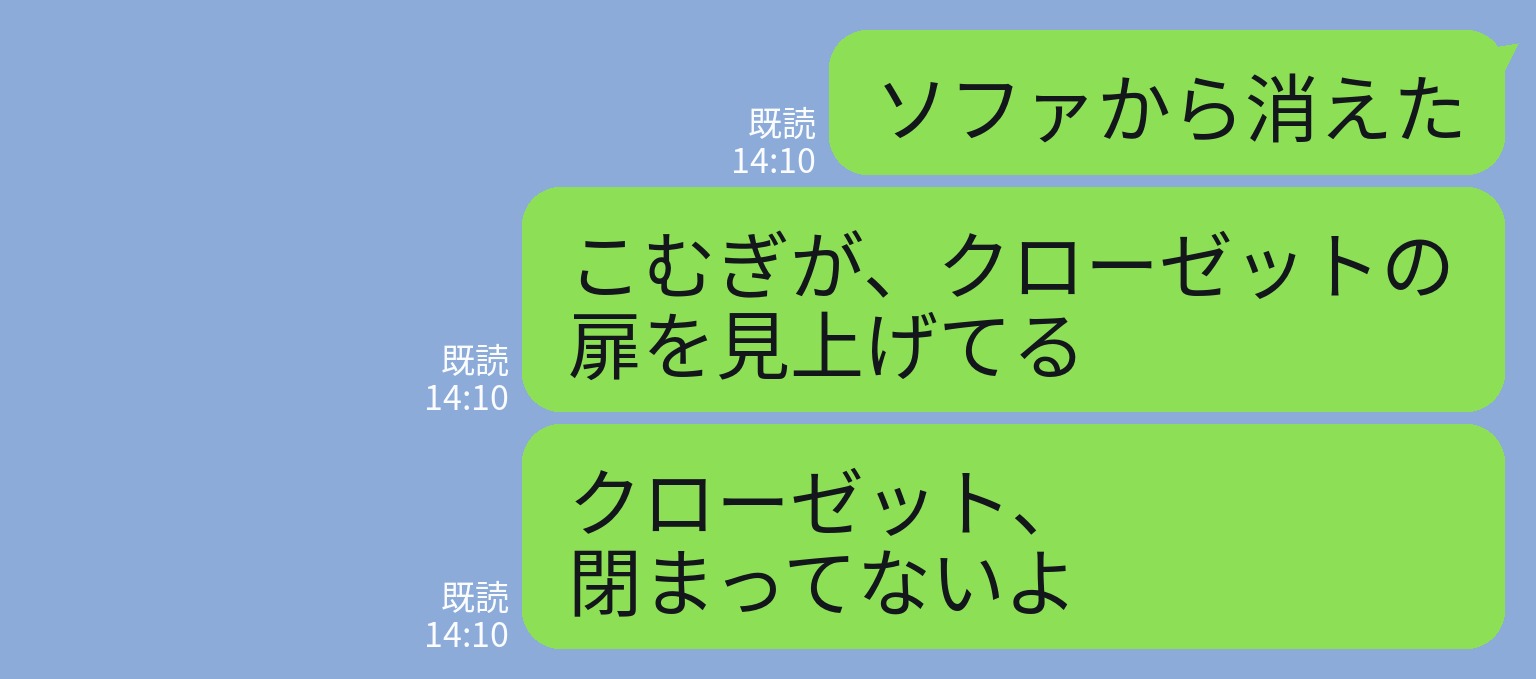 ソファから消えた
既読
14:10
こむぎが、クローゼットの
扉を見上げてる
既読
14:10
クローゼット、
閉まってないよ
既読
14:10